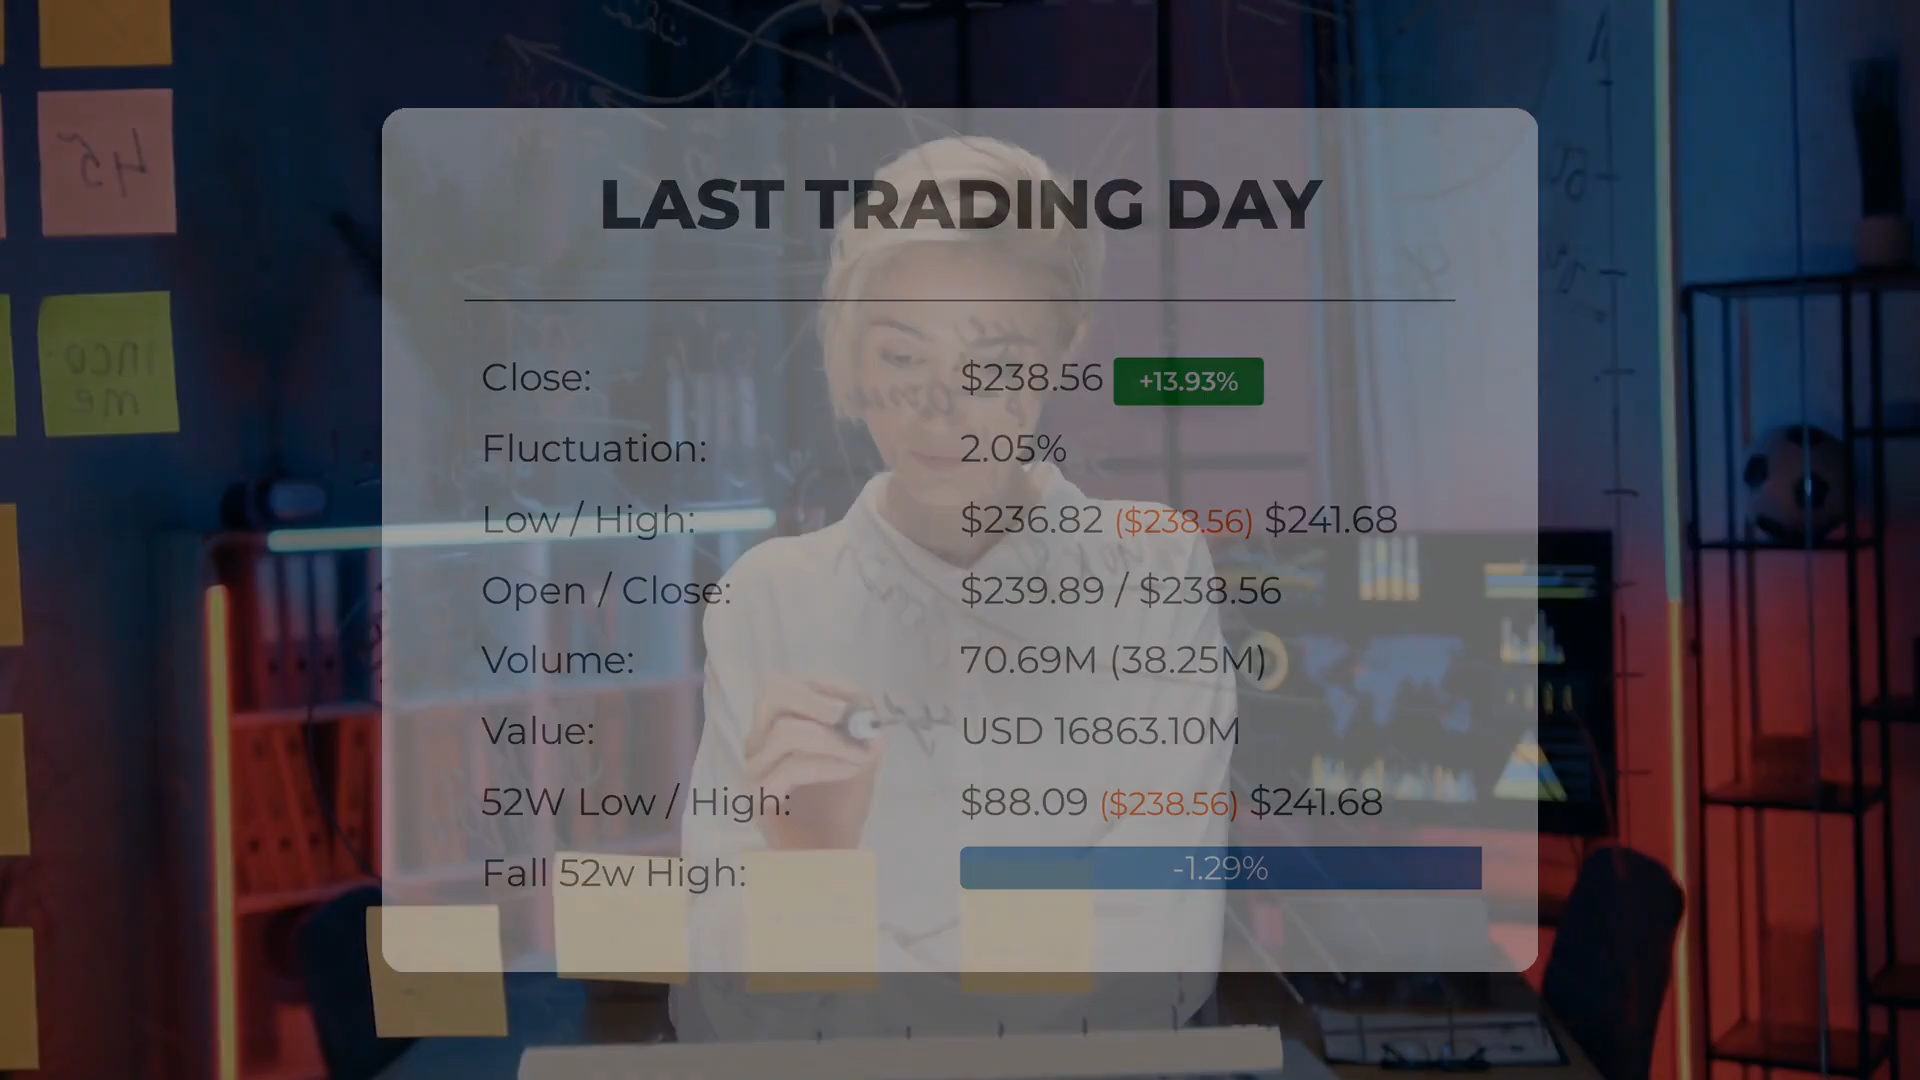 LAST TRADING DAY
Close: $238.56 +13.93%
Fluctuation: 2.05%
Low / High: $236.82 ($238.56) $241.68
Open / Close: $239.89 / $238.56
Volume: 70.69M (38.25M)
Value: USD 16863.10M
52W Low / High: $88.09 ($238.56) $241.68
Fall 52w High: -1.29%